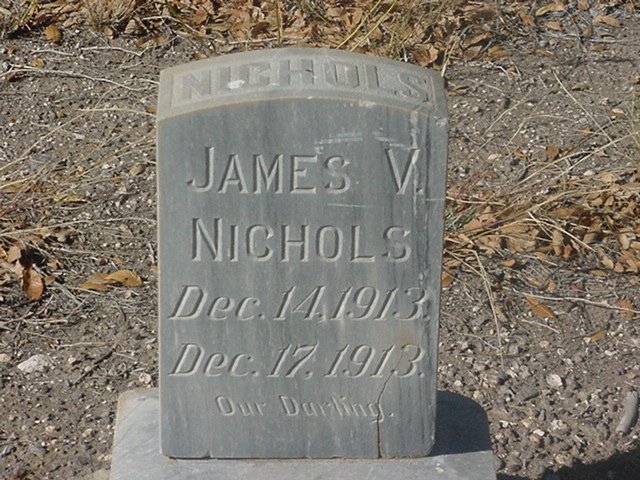 NICHOLS
JAMES V.
NICHOLS
Dec. 14, 1913.
Dec. 17, 1913.
Our Darling.